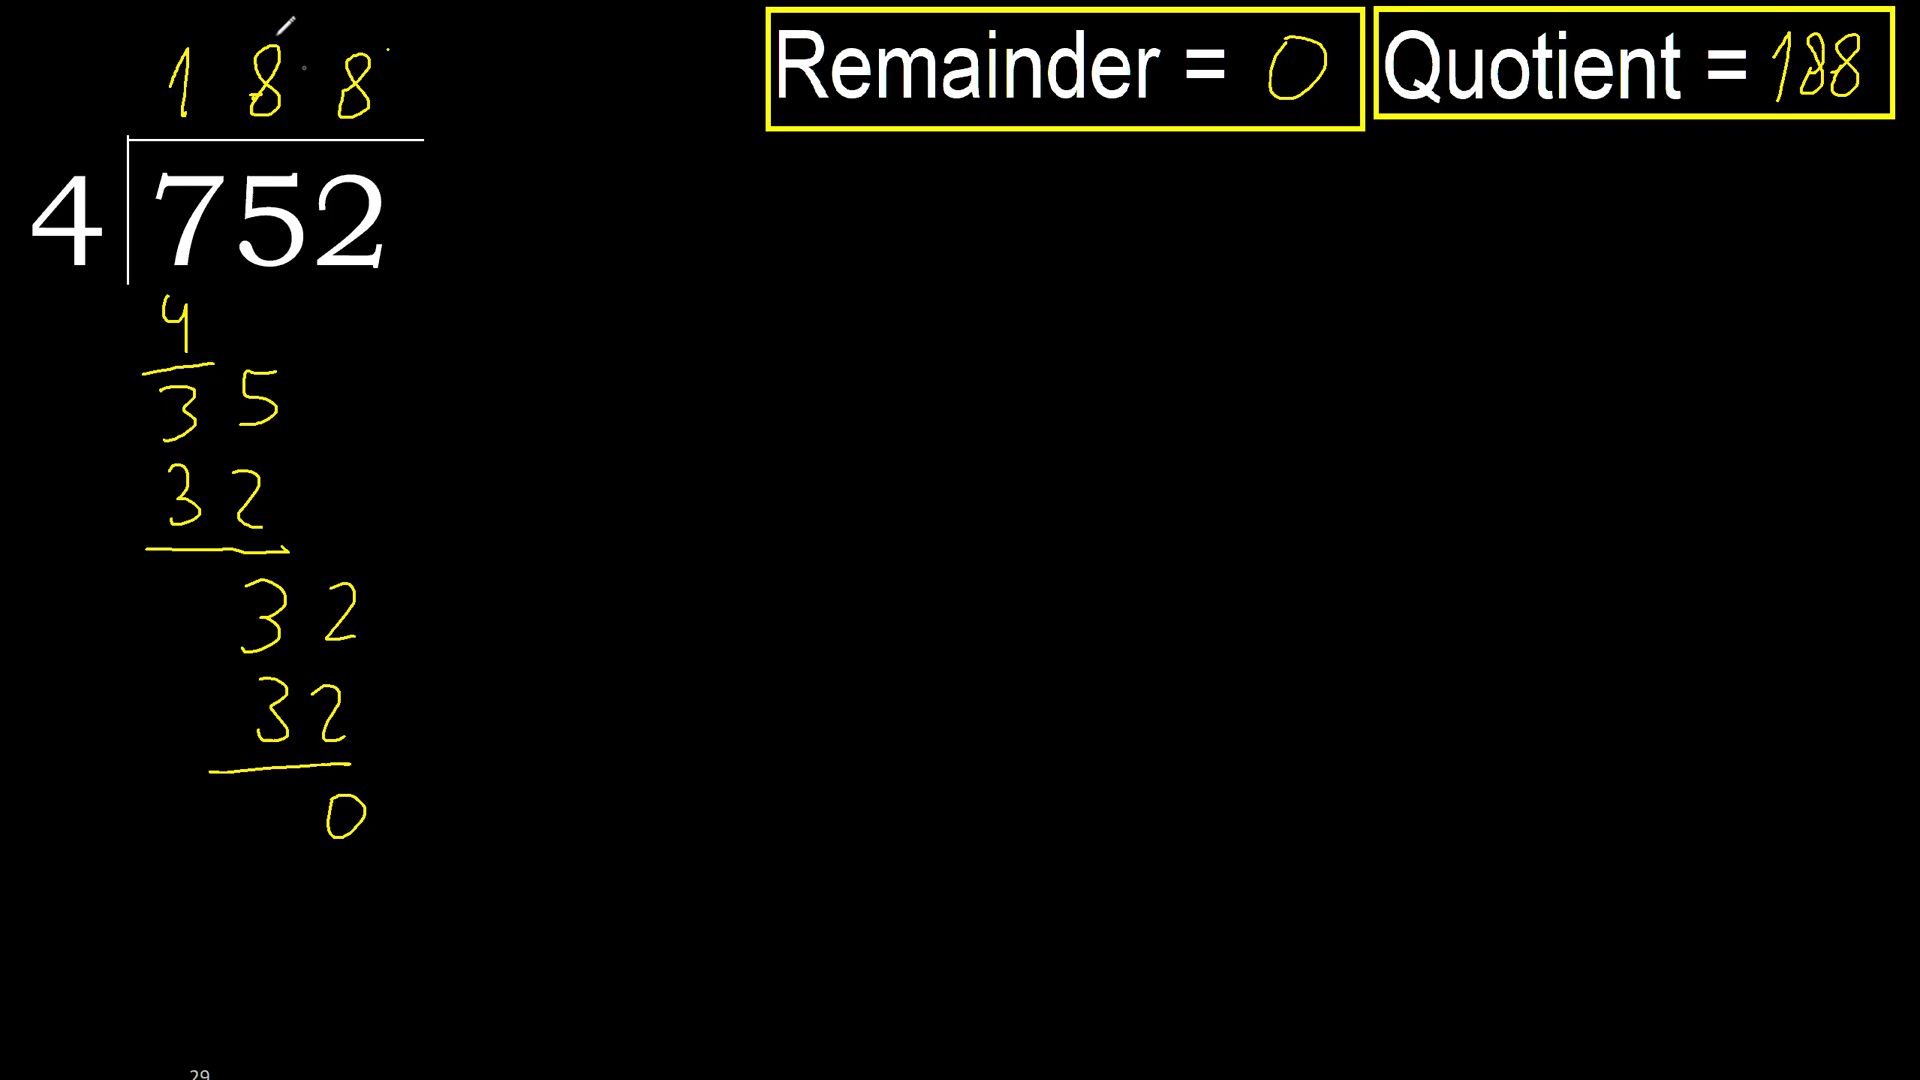 Remainder = 0
Quotient = 188
1 8 8
4 752
4
3 5
3 2
3 2
3 2
0
29